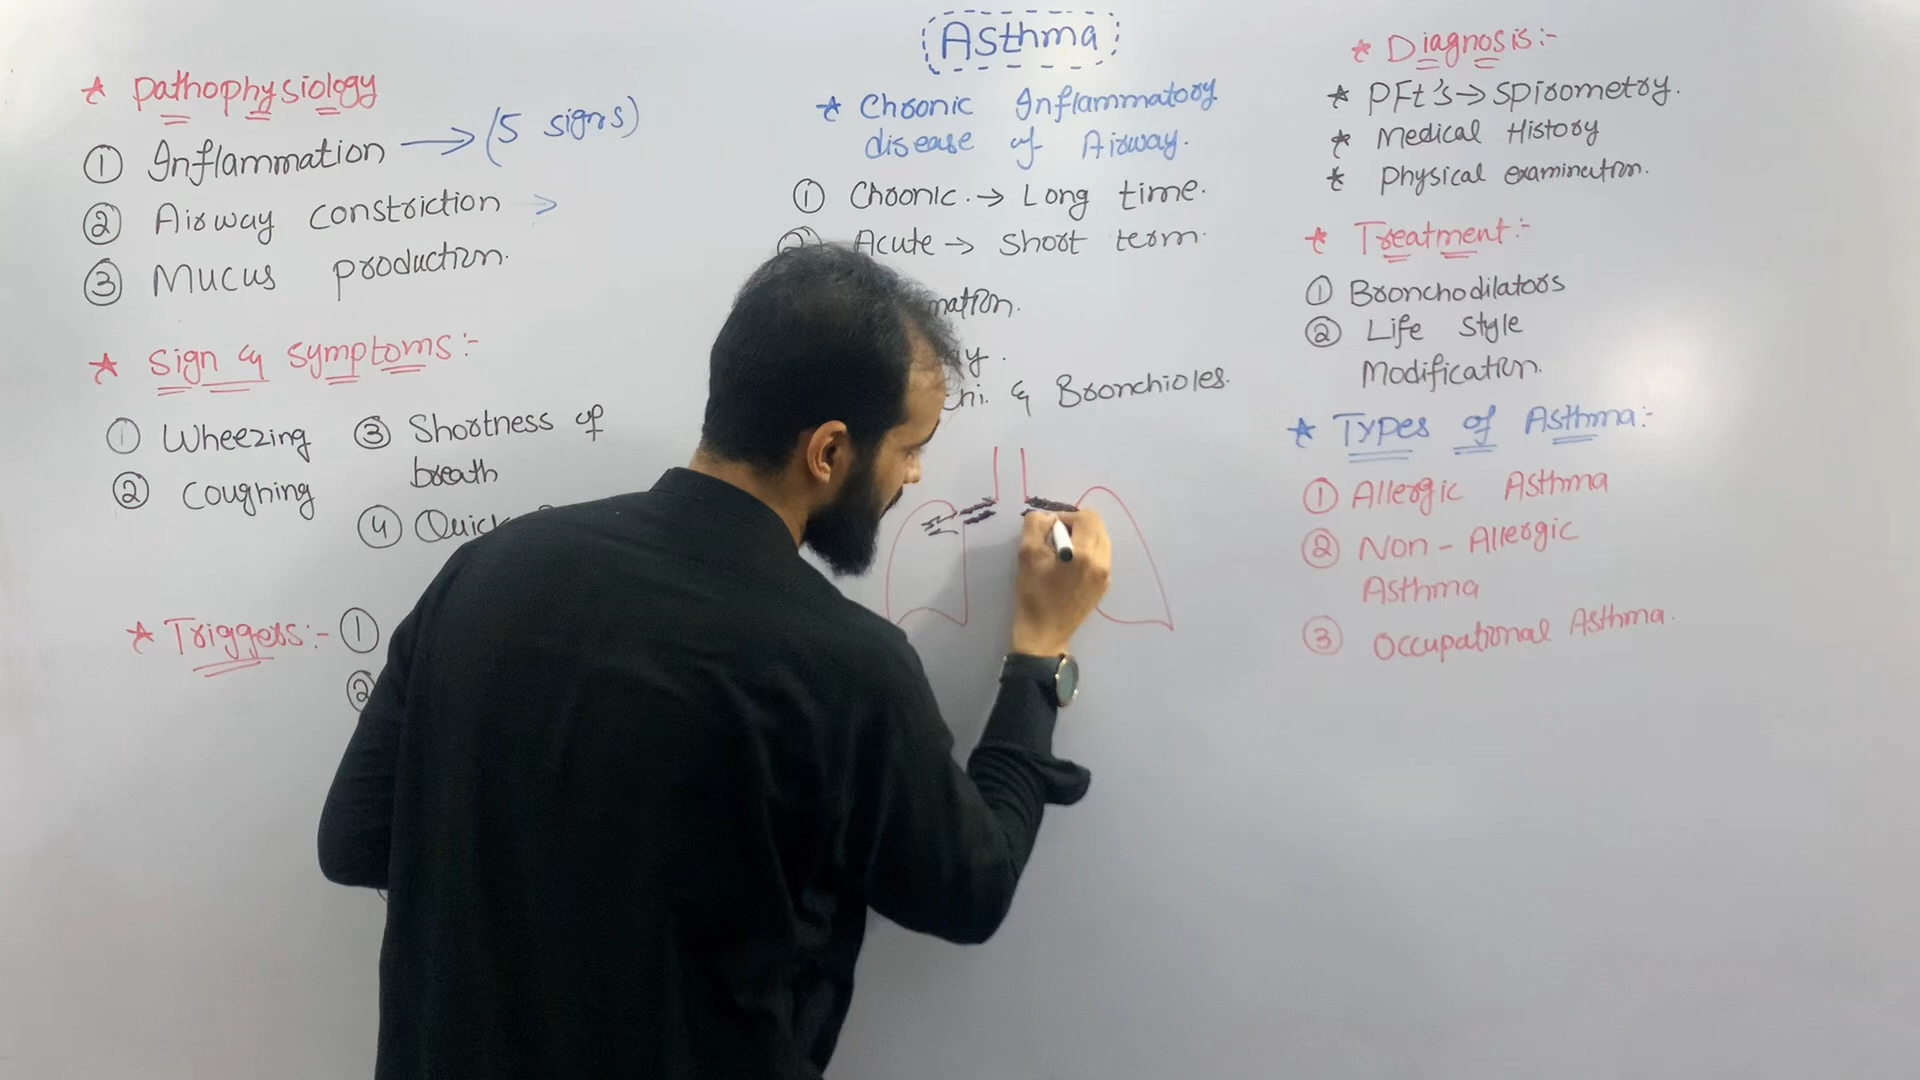 Asthma
* Pathophysiology
① Inflammation → (5 signs)
② Airway constriction >
③ Mucus production.
* Sign & Symptoms:-
① Wheezing
② Coughing
③ Shortness of
breath
④ Quick
* Triggers:- ①
②
* Chronic Inflammatory
disease of Airway.
① Chronic. → Long time.
② Acute → Short term.
& Bronchioles.
* Diagnosis:-
* PFt's → Spirometry.
* Medical History
* Physical examination.
* Treatment:-
① Bronchodilators
② Life Style
Modification.
* Types of Asthma:-
① Allergic Asthma
② Non - Allergic
Asthma
③ Occupational Asthma.